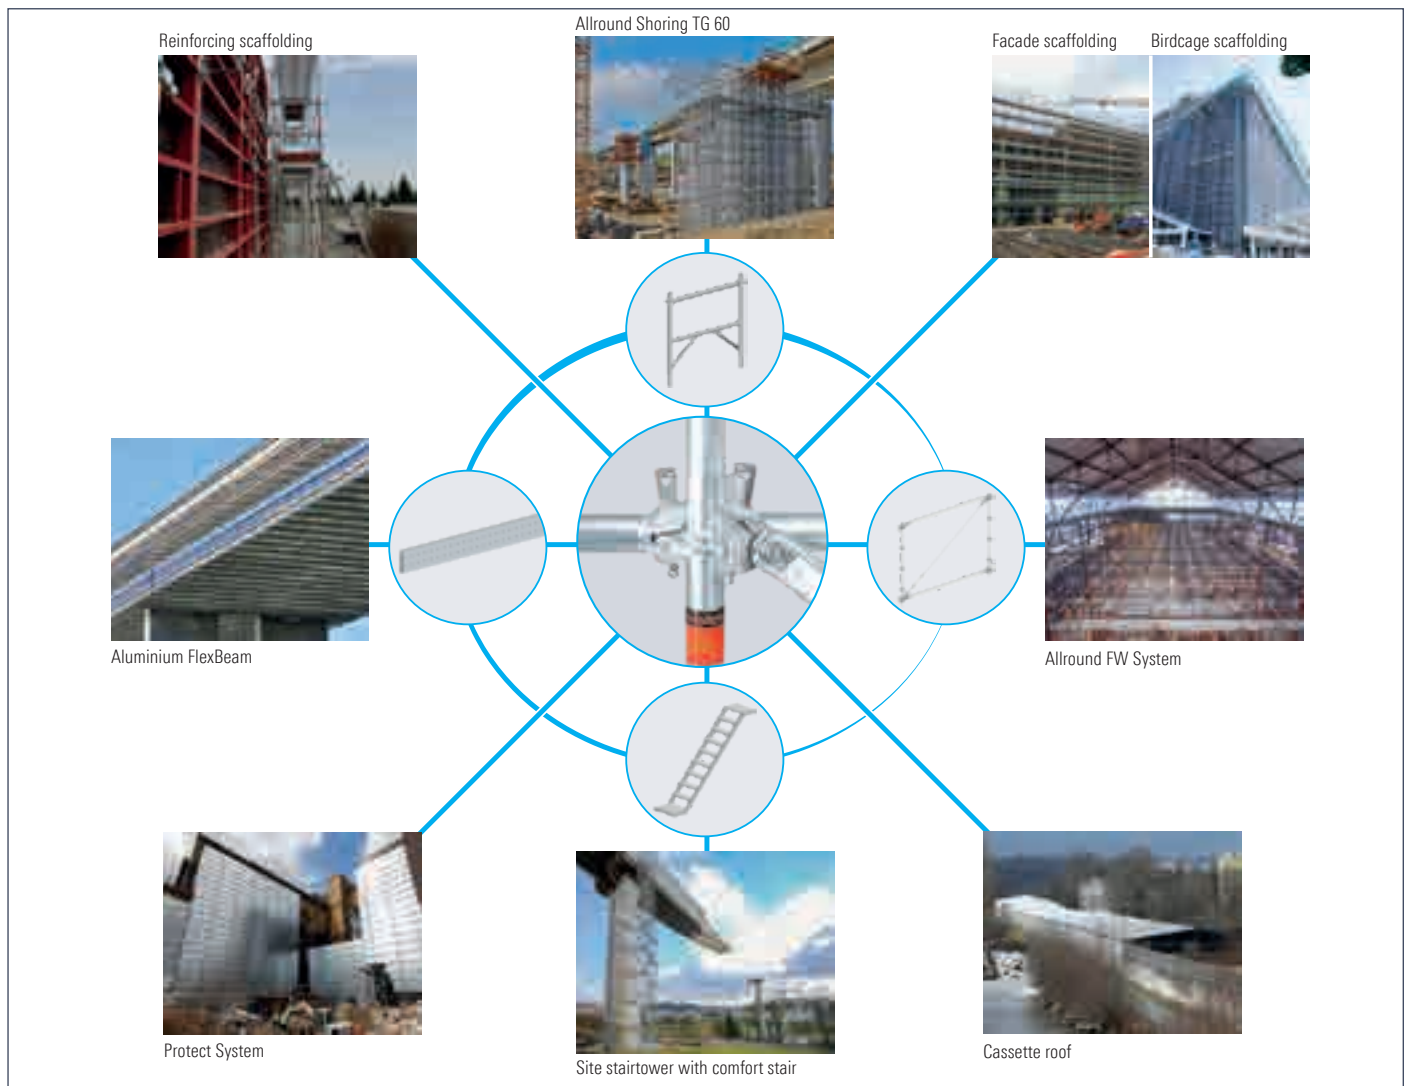 Allround Shoring TG 60
Reinforcing scaffolding
Facade scaffolding
Birdcage scaffolding
Aluminium FlexBeam
Allround FW System
Protect System
Site stairtower with comfort stair
Cassette roof